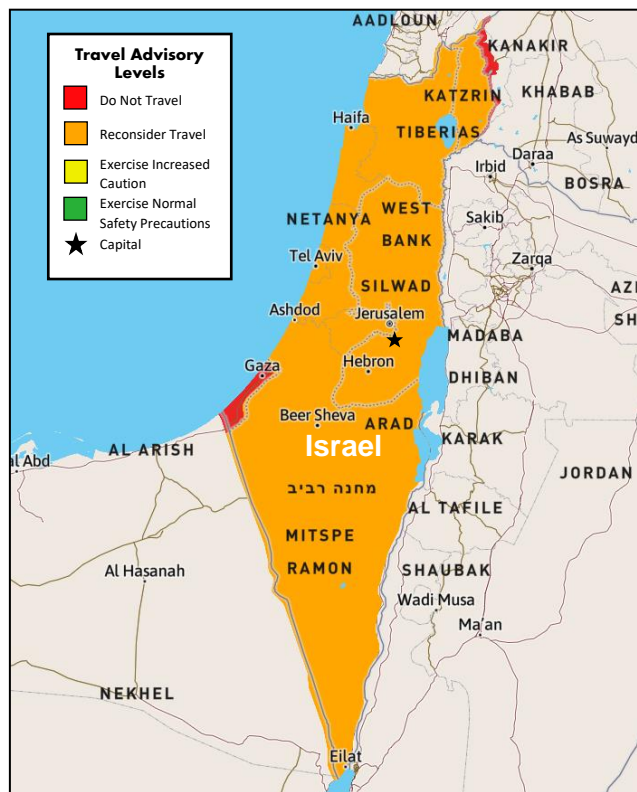 AADLOUN
Travel Advisory
Levels
Do Not Travel
Reconsider Travel
Exercise Increased
Caution
Exercise Normal
Safety Precautions
Capital
KANAKIR
KATZRIN
KHABAB
Haifa
TIBERIAS
As Suwayd
Daraa
Irbid
BOSRA
NETANYA
WEST
BANK
Sakib
Tel Aviv
Zarqa
SILWAD
AZ
Ashdod
Jerusalem
SH
MADABA
Gaza
Hebron
DHIBAN
Beer Sheva
ARAD
Israel
KARAK
AL ARISH
al Abd
JORDAN
מחנה רביב
AL TAFILE
MITSPE
RAMON
Al Hasanah
SHAUBAK
Wadi Musa
Ma'an
NEKHEL
Eilat